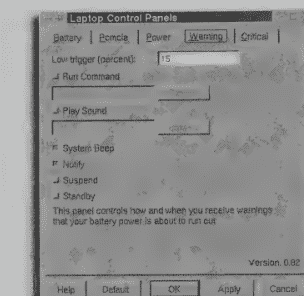 Laptop Control Panels
Battery Pcmcia Power Warning Critical
Low trigger (percent): 15
Run Command
Play Sound
System Beep
Notify
Suspend
Standby
This panel controls how and when you receive warnings
that your battery power is about to run out
Version: 0.82
Help Default OK Apply Cancel